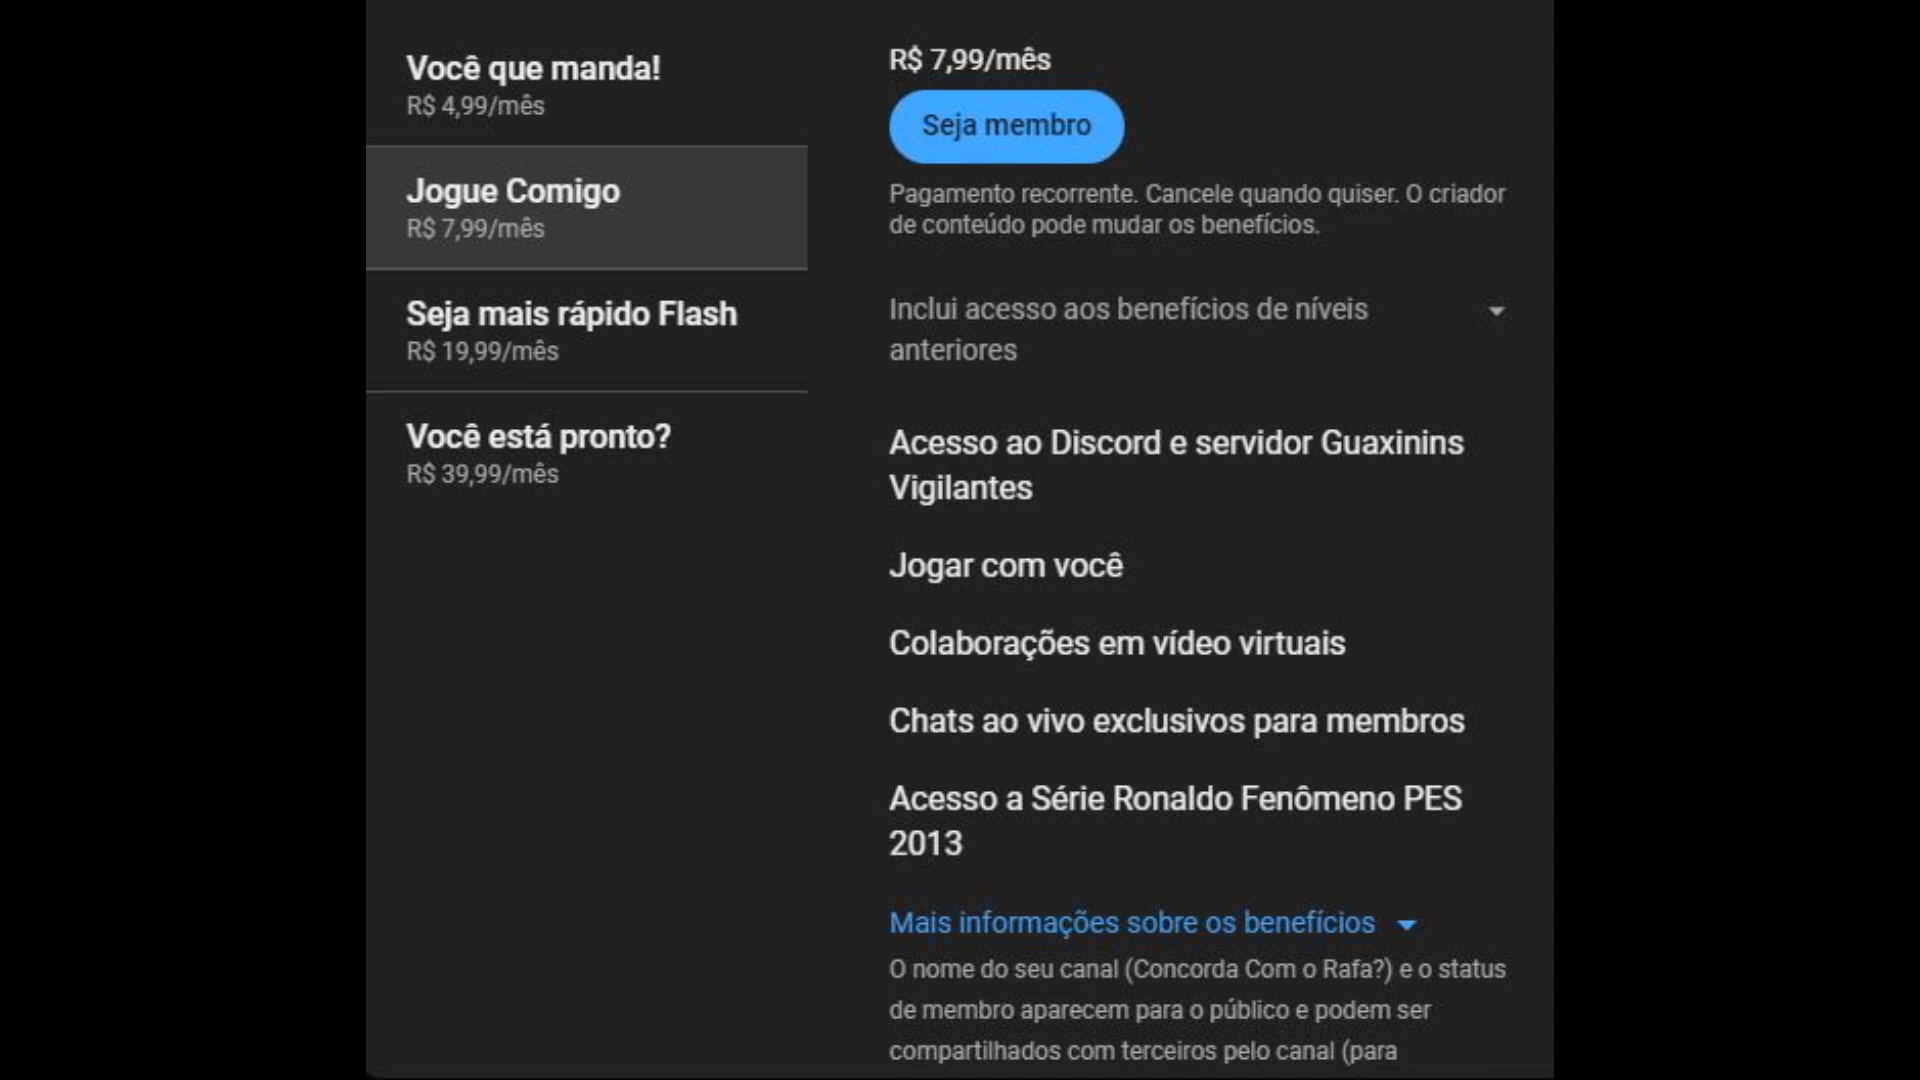 Você que manda!
R$ 4,99/mês
Jogue Comigo
R$ 7,99/mês
Seja mais rápido Flash
R$ 19,99/mês
Você está pronto?
R$ 39,99/mês
R$ 7,99/mês
Seja membro
Pagamento recorrente. Cancele quando quiser. O criador
de conteúdo pode mudar os benefícios.
Inclui acesso aos benefícios de níveis
anteriores
Acesso ao Discord e servidor Guaxinins
Vigilantes
Jogar com você
Colaborações em vídeo virtuais
Chats ao vivo exclusivos para membros
Acesso a Série Ronaldo Fenômeno PES
2013
Mais informações sobre os benefícios
O nome do seu canal (Concorda Com o Rafa?) e o status
de membro aparecem para o público e podem ser
compartilhados com terceiros pelo canal (para